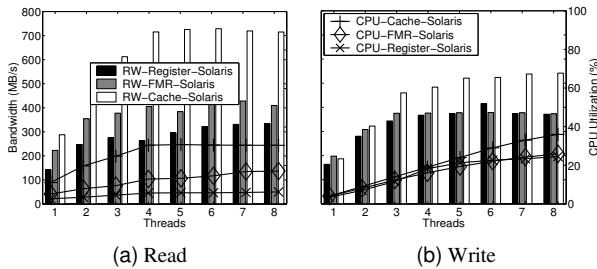 800
700
600
500
400
300
200
100
0
Bandwidth (MB/s)
RW-Register-Solaris
RW-FMR-Solaris
RW-Cache-Solaris
1 2 3 4 5 6 7 8
Threads
(a) Read
CPU-Cache-Solaris
CPU-FMR-Solaris
CPU-Register-Solaris
100
80
60
40
20
0
CPU Utilization (%)
1 2 3 4 5 6 7 8
Threads
(b) Write